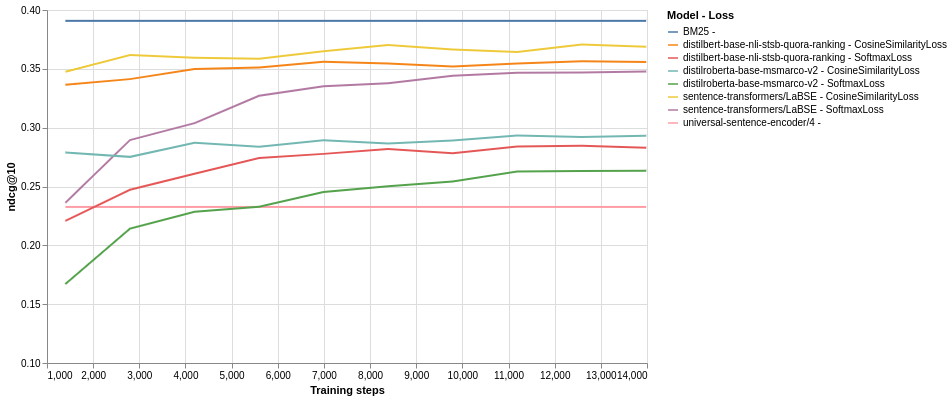 0.40
0.35
0.30
0.25
0.20
0.15
0.10
ndcg@10
1,000 2,000 3,000 4,000 5,000 6,000 7,000 8,000 9,000 10,000 11,000 12,000 13,000 14,000
Training steps
Model - Loss
BM25 -
distilbert-base-nli-stsb-quora-ranking - CosineSimilarityLoss
distilbert-base-nli-stsb-quora-ranking - SoftmaxLoss
distilroberta-base-msmarco-v2 - CosineSimilarityLoss
distilroberta-base-msmarco-v2 - SoftmaxLoss
sentence-transformers/LaBSE - CosineSimilarityLoss
sentence-transformers/LaBSE - SoftmaxLoss
universal-sentence-encoder/4 -